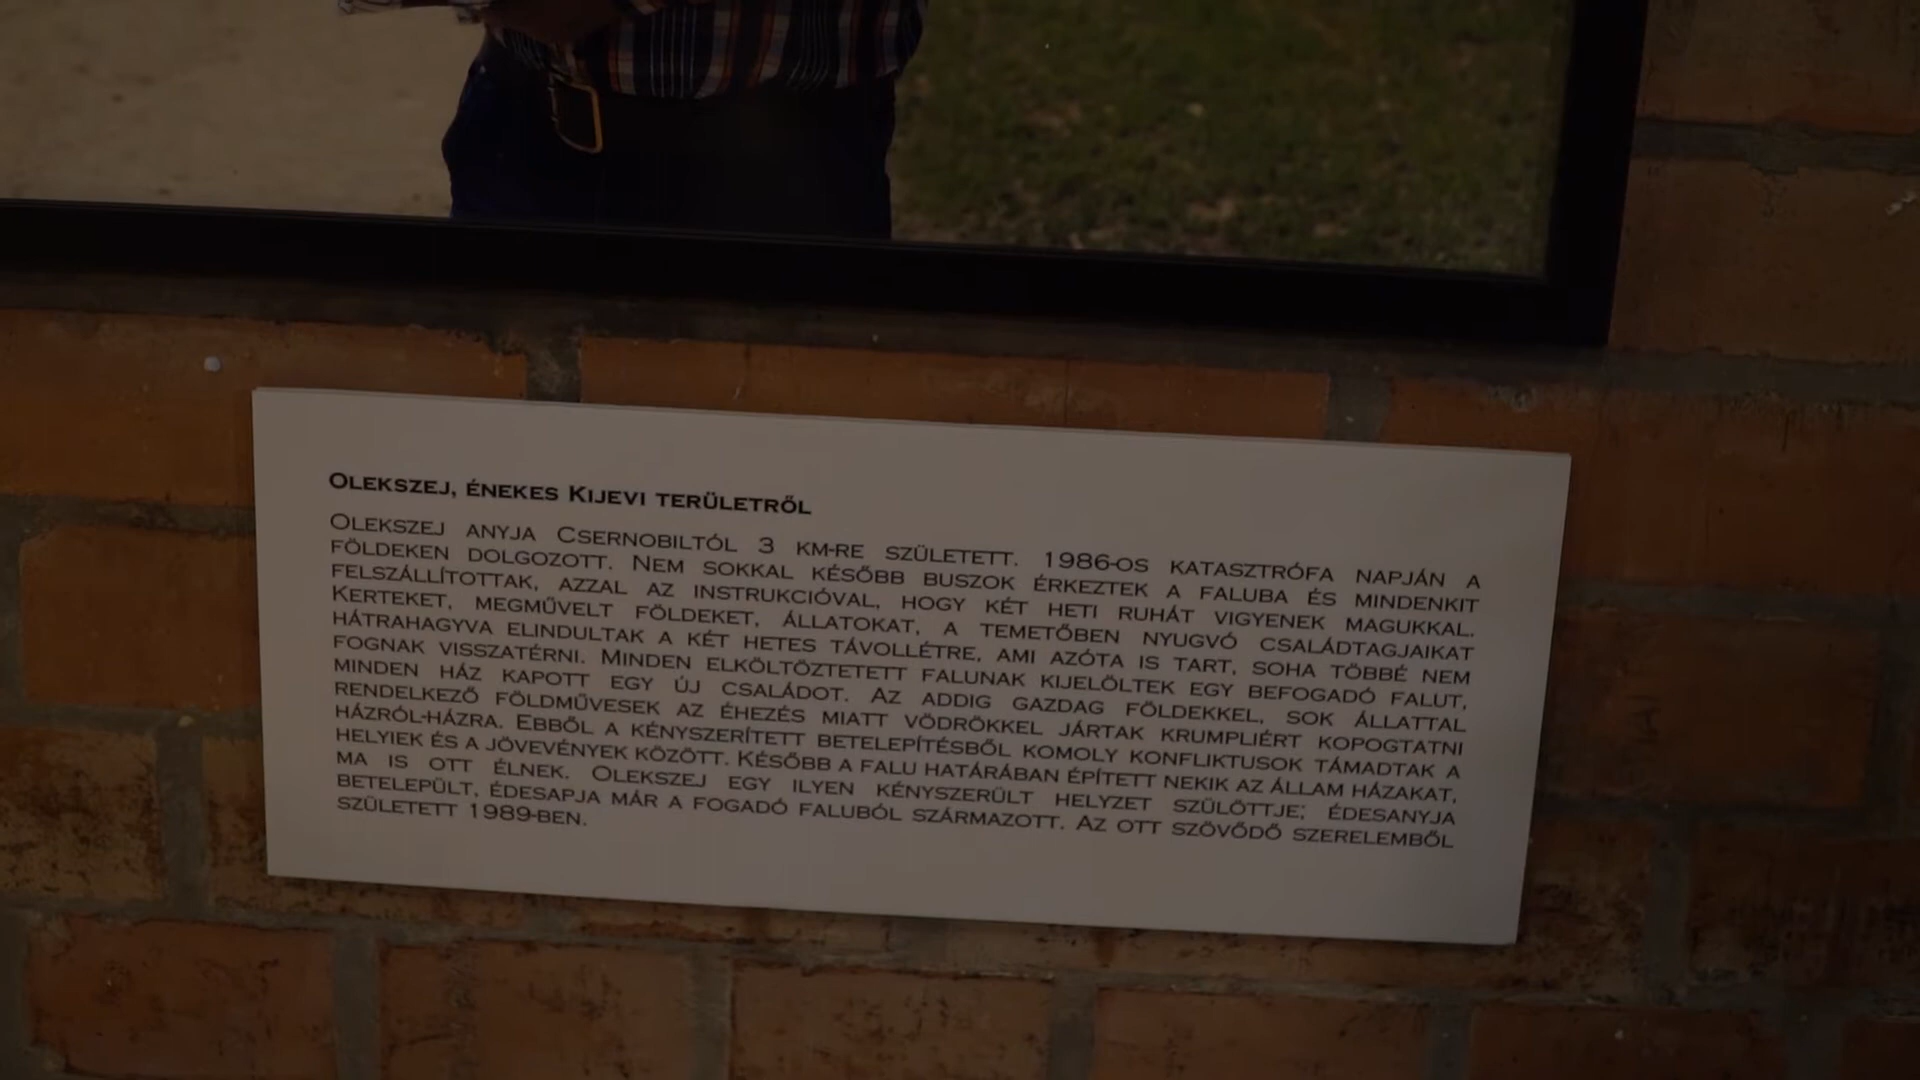 Olekszej, énekes Kijevi területről
Olekszej anyja Csernobiltól 3 km-re született. 1986-os katasztrófa napján a
földeken dolgozott. Nem sokkal később buszok érkeztek a faluba és mindenkit
felszállítottak, azzal az instrukcióval, hogy két heti ruhát vigyenek magukkal.
Kerteket, megművelt földeket, állatokat, a temetőben nyugvó családtagjaikat
hátrahagyva elindultak a két hetes távollétre, ami azóta is tart, soha többé nem
fognak visszatérni. Minden elköltöztetett falunak kijelöltek egy befogadó falut,
minden ház kapott egy új családot. Az addig gazdag földekkel, sok állattal
rendelkező földművesek az éhezés miatt vödrökkel jártak krumpliért kopogtatni
házról-házra. Ebből a kényszerített betelepítésből komoly konfliktusok támadtak a
helyiek és a jövevények között. Később a falu határában épített nekik az állam házakat,
ma is ott élnek. Olekszej egy ilyen kényszerült helyzet szülöttje; édesanyja
betelepült, édesapja már a fogadó faluból származott. Az ott szövődő szerelemből
született 1989-ben.